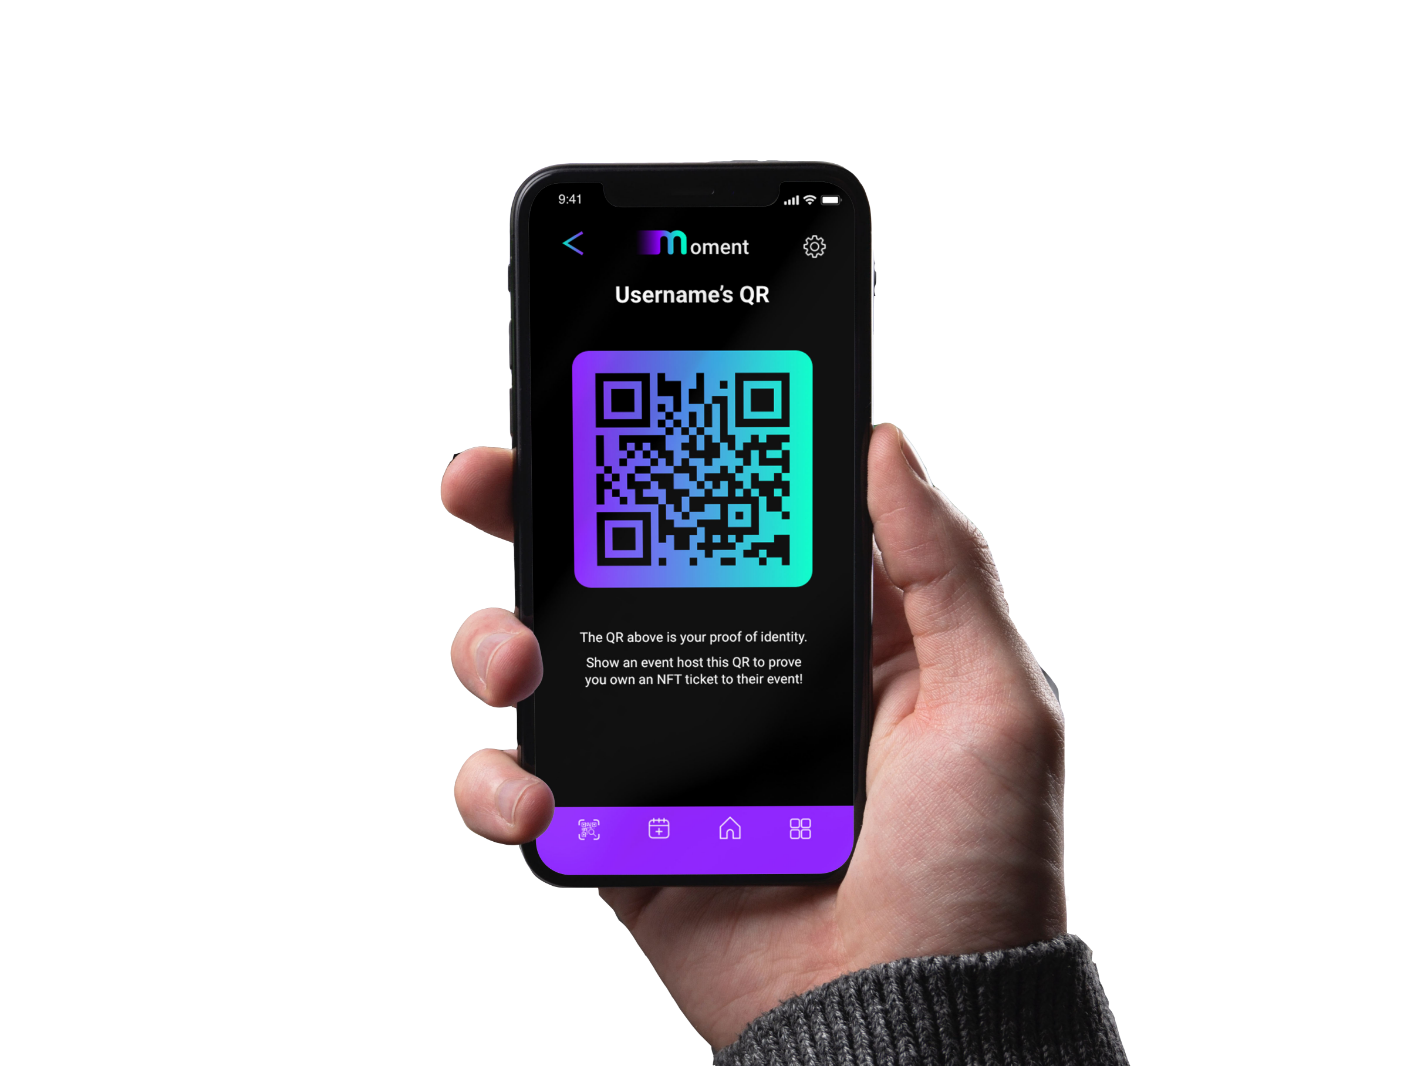 9:41
moment
Username's QR
The QR above is your proof of identity.
Show an event host this QR to prove
you own an NFT ticket to their event!